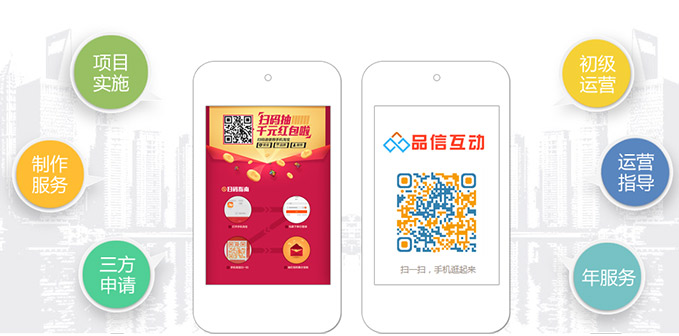 项目
实施
制作
服务
三方
申请
扫码抽
千元红包啦
扫码指南
品信互动
扫一扫，手机逛起来
初级
运营
运营
指导
年服务